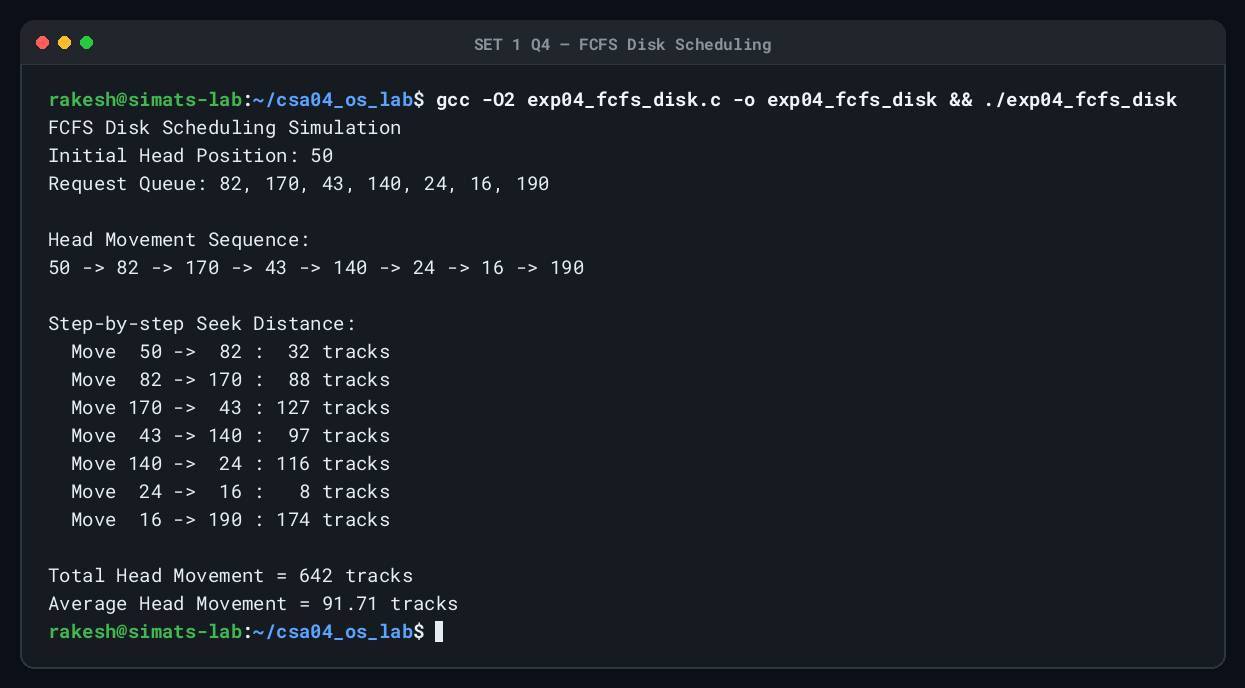 SET 1 Q4 – FCFS Disk Scheduling
rakesh@simats-lab:~/csa04_os_lab$ gcc -O2 exp04_fcfs_disk.c -o exp04_fcfs_disk && ./exp04_fcfs_disk
FCFS Disk Scheduling Simulation
Initial Head Position: 50
Request Queue: 82, 170, 43, 140, 24, 16, 190

Head Movement Sequence:
50 -> 82 -> 170 -> 43 -> 140 -> 24 -> 16 -> 190

Step-by-step Seek Distance:
  Move  50 ->  82 :  32 tracks
  Move  82 -> 170 :  88 tracks
  Move 170 ->  43 : 127 tracks
  Move  43 -> 140 :  97 tracks
  Move 140 ->  24 : 116 tracks
  Move  24 ->  16 :   8 tracks
  Move  16 -> 190 : 174 tracks

Total Head Movement = 642 tracks
Average Head Movement = 91.71 tracks
rakesh@simats-lab:~/csa04_os_lab$